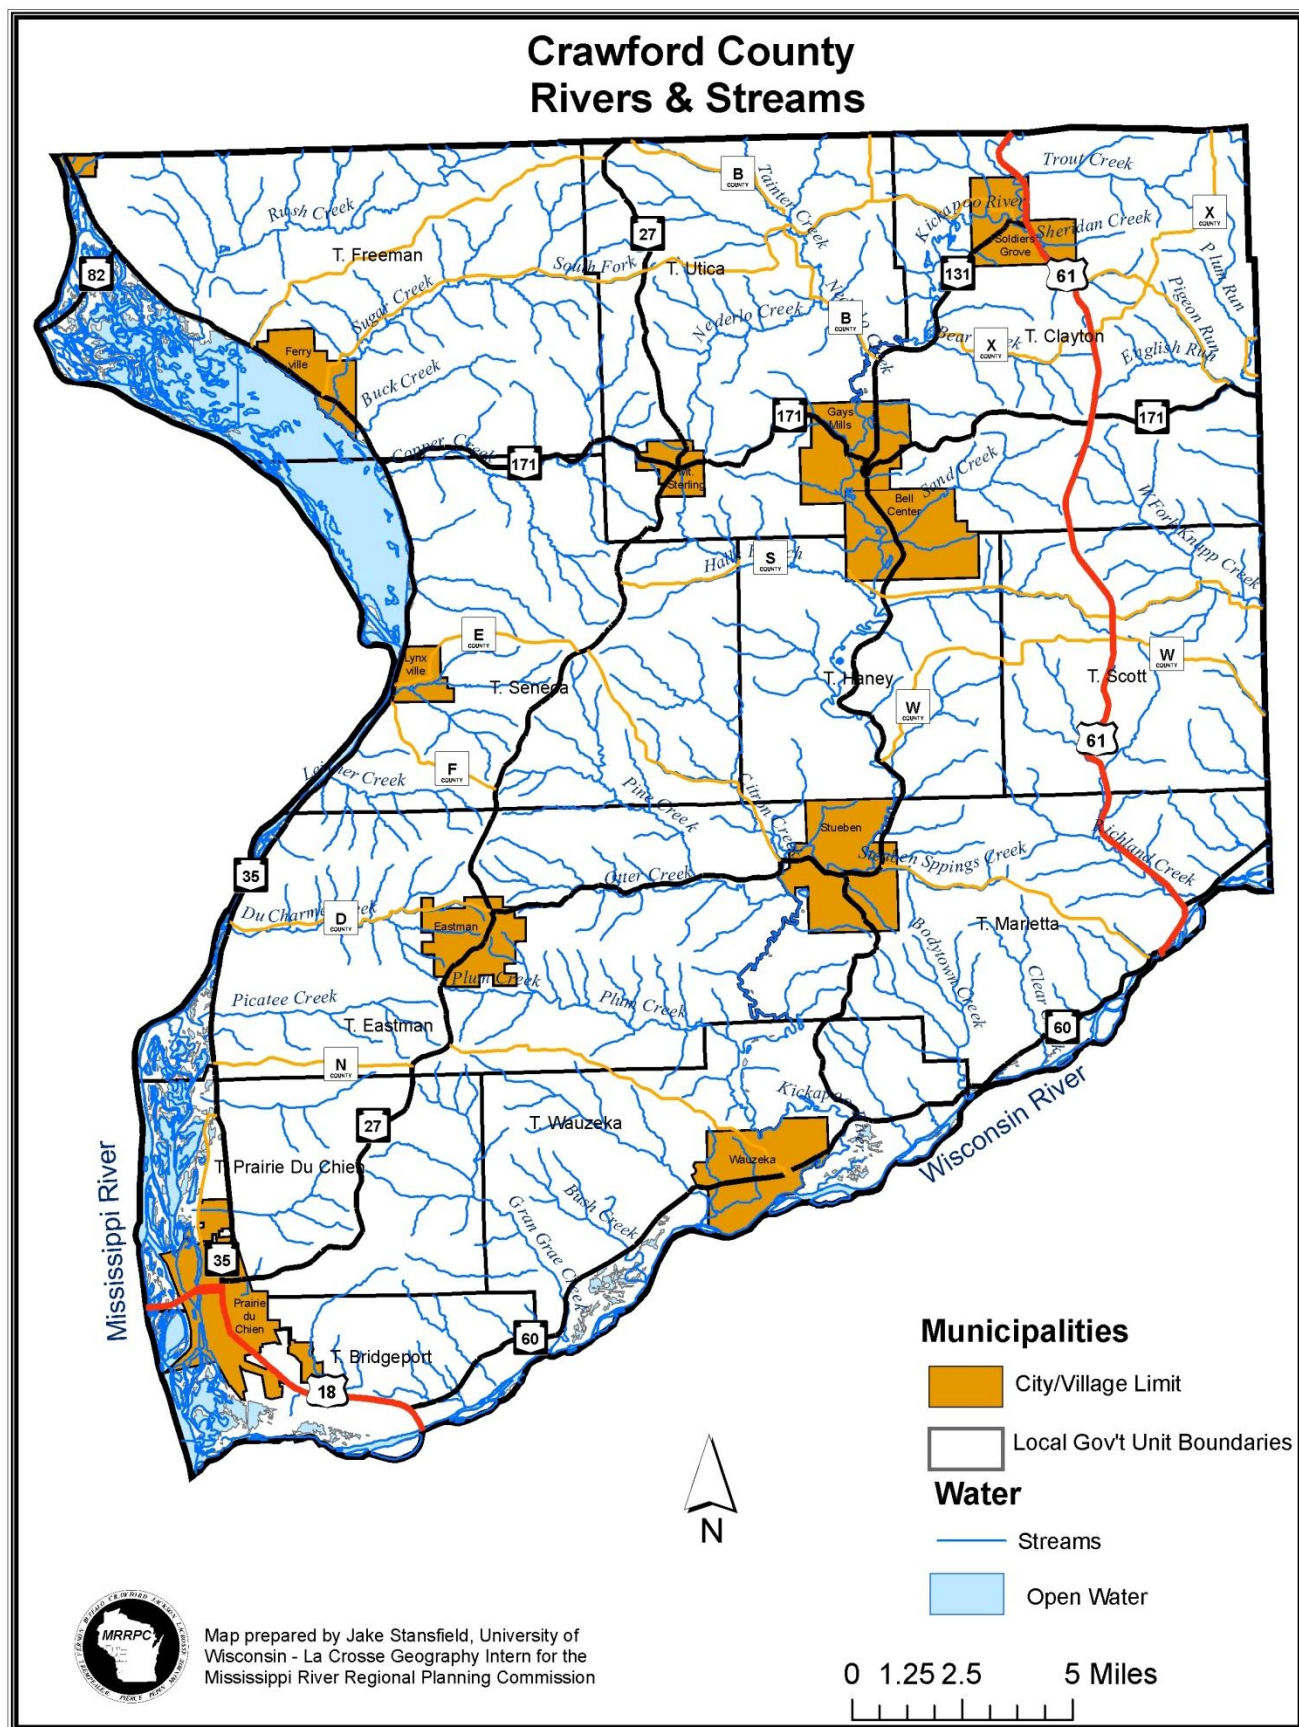 Crawford County
Rivers & Streams
Trout Creek
Rush Creek
B
COUNTY
Tainter Creek
Kickapoo River
Sheridan Creek
X
COUNTY
27
T. Freeman
South Fork
T. Utica
Soldiers
Grove
131
61
82
Sugar Creek
Plum Run
Pigeon Run
Nederlo Creek
B
COUNTY
X
COUNTY
T. Clayton
English Run
Ferry
ville
Buck Creek
171
Gays
Mills
171
Copper Creek
171
Mt.
Sterling
Sand Creek
Bell
Center
W Fork Knapp Creek
S
COUNTY
E
COUNTY
Lynx
ville
T. Seneca
T. Haney
W
COUNTY
T. Scott
W
COUNTY
61
F
COUNTY
Pine Creek
Citron Creek
Stueben
Richland Creek
Steuben Sppings Creek
35
Otter Creek
D
COUNTY
Eastman
T. Marietta
Bodytown Creek
Plum Creek
Plum Creek
Picatee Creek
T. Eastman
60
N
COUNTY
Kickapoo River
27
T. Wauzeka
Wisconsin River
Wauzeka
T. Prairie Du Chien
Mississippi River
Bush Creek
Gran Grae Creek
35
Prairie
du
Chien
60
T. Bridgeport
18
Municipalities
City/Village Limit
Local Gov't Unit Boundaries
Water
Streams
Open Water
N
MRRPC
Map prepared by Jake Stansfield, University of
Wisconsin - La Crosse Geography Intern for the
Mississippi River Regional Planning Commission
0 1.25 2.5 5 Miles